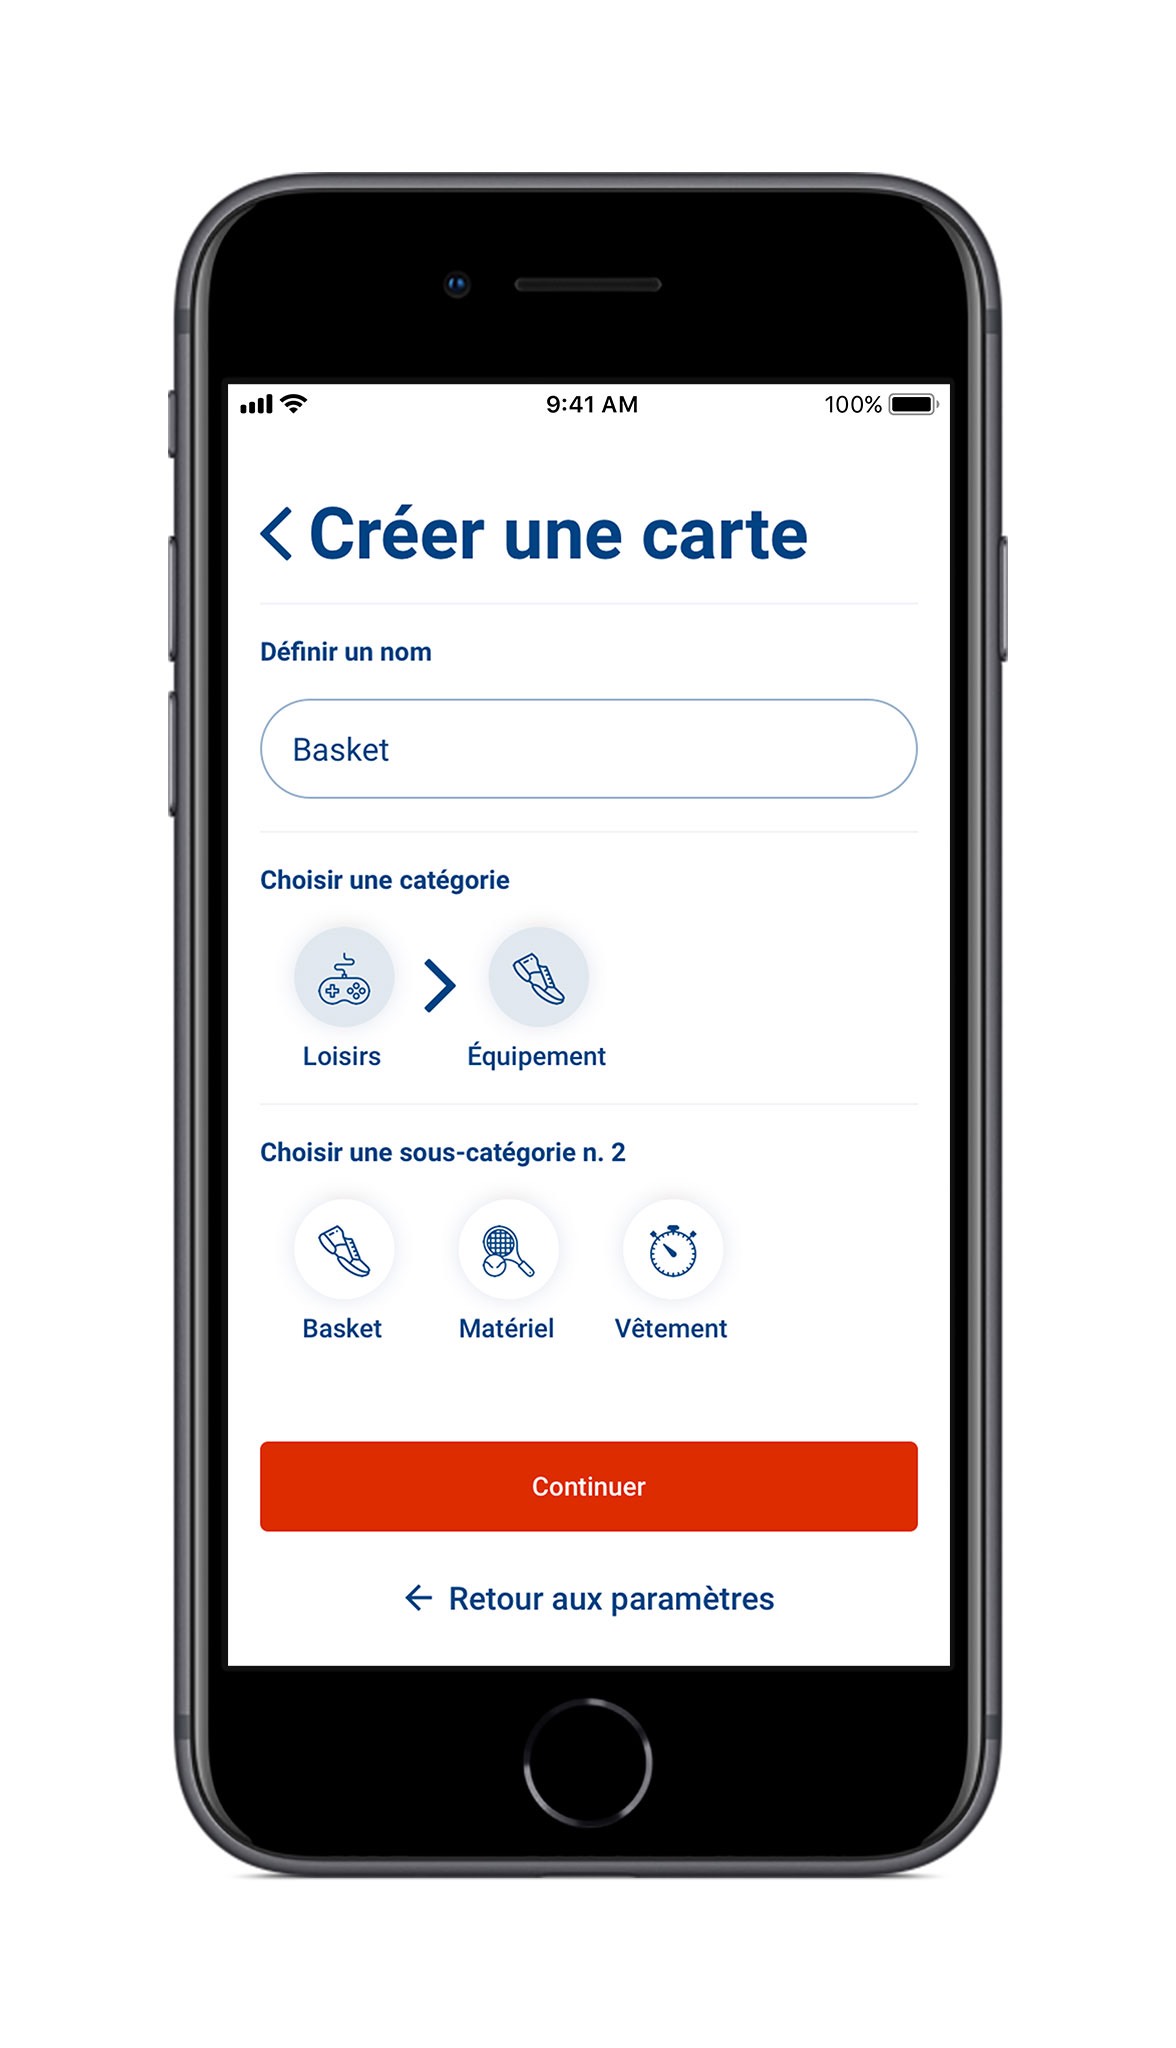 9:41 AM 100%
Créer une carte
Définir un nom
Basket
Choisir une catégorie
Loisirs Équipement
Choisir une sous-catégorie n. 2
Basket Matériel Vêtement
Continuer
Retour aux paramètres